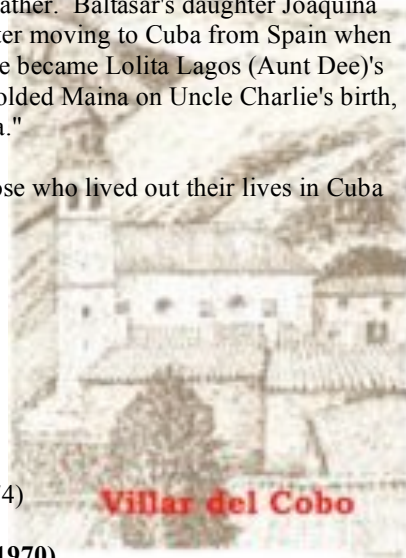 ather. Baltasar's daughter Joaquina
ter moving to Cuba from Spain when
e became Lolita Lagos (Aunt Dee)'s
olded Maina on Uncle Charlie's birth,
a."
ose who lived out their lives in Cuba
4)
Villar del Cobo
1970)